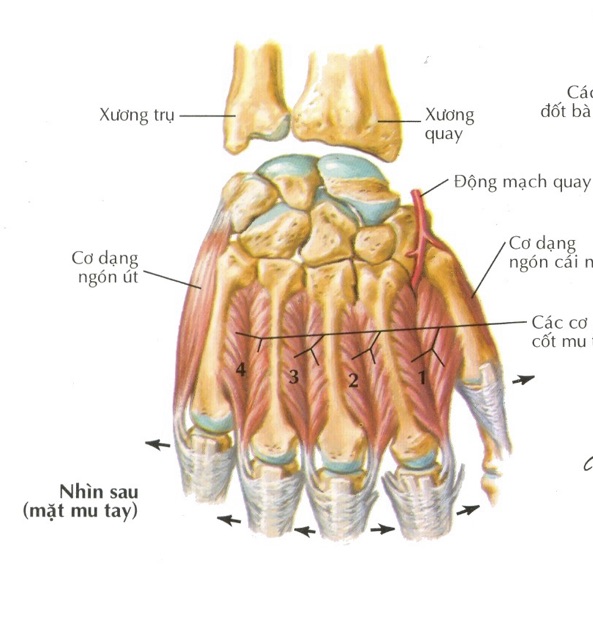 Xương trụ
Xương
quay
Các
đốt bà
Động mạch quay
Cơ dạng
ngón cái n
Cơ dạng
ngón út
Các cơ
cốt mu t
4
3
2
1
Nhìn sau
(mặt mu tay)